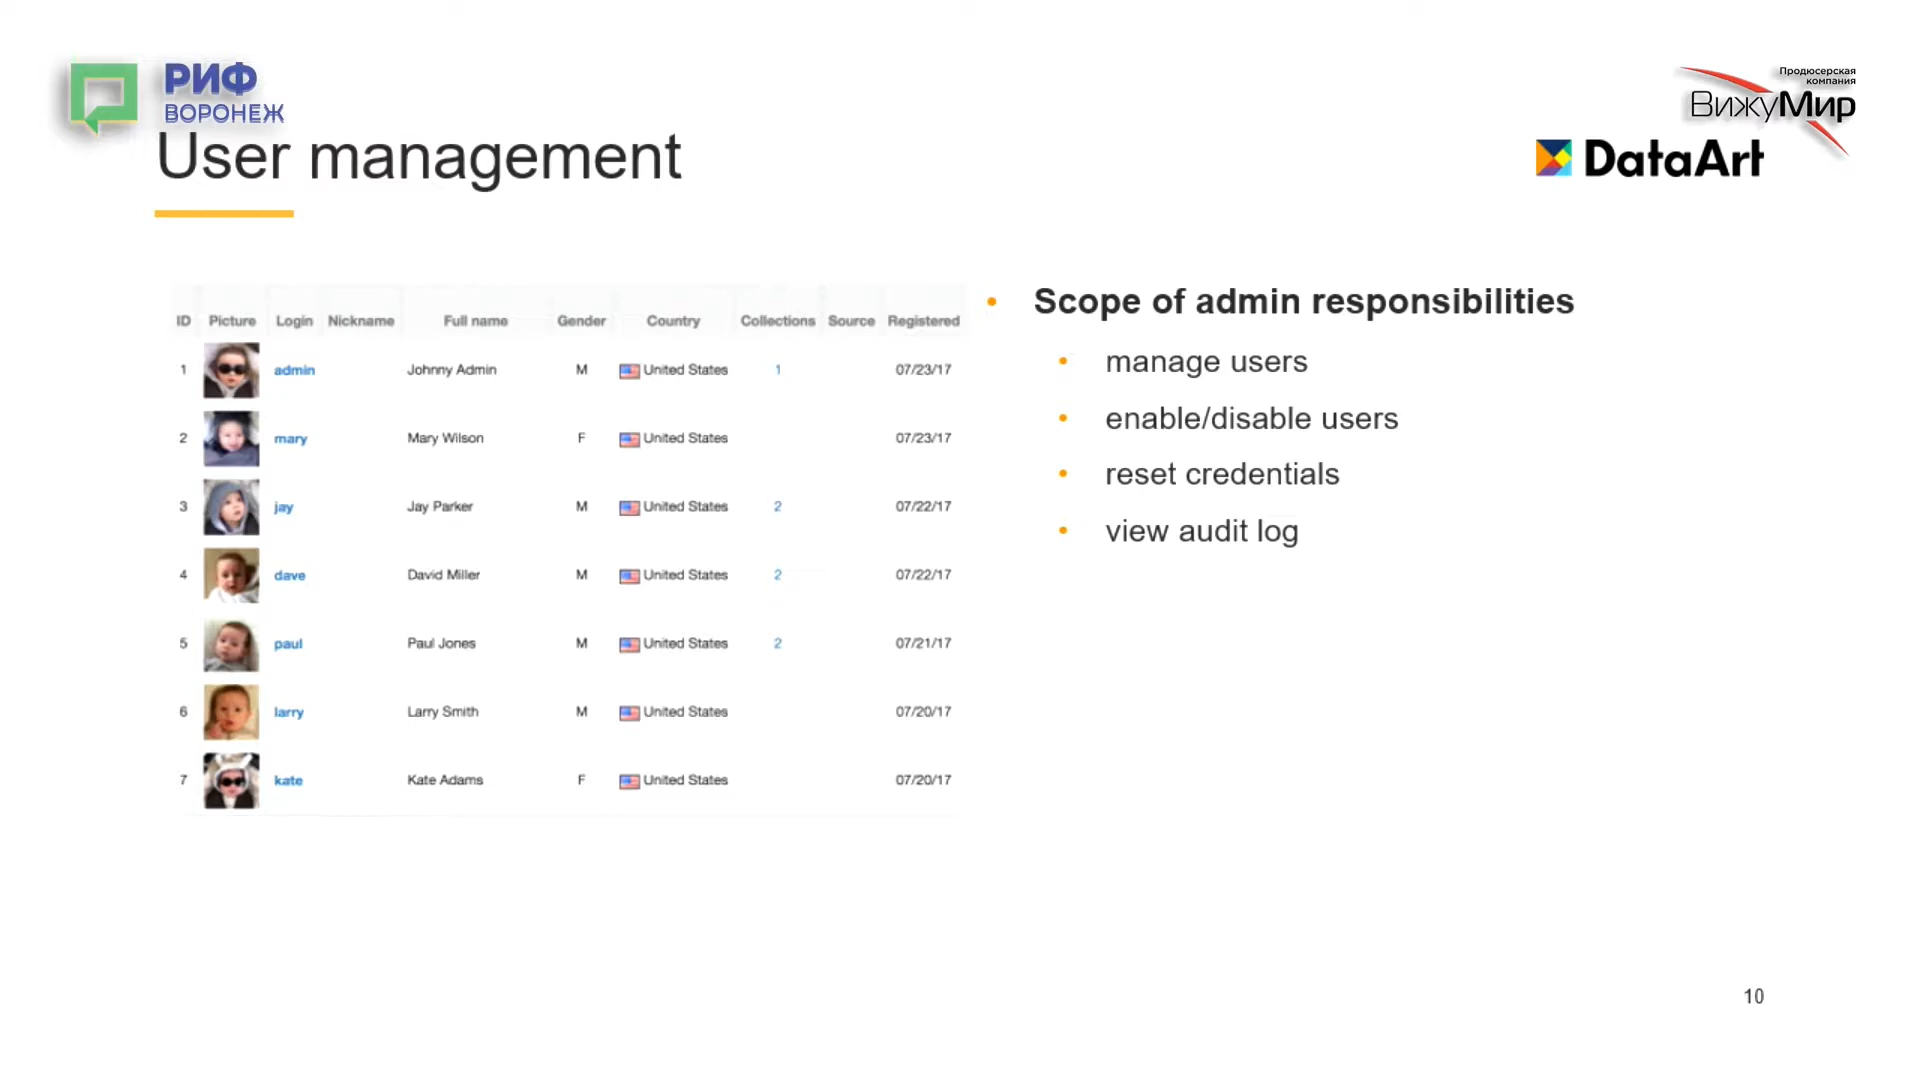 РИФ
ВОРОНЕЖ
Продюсерская
компания
ВижуМир
User management
DataArt
ID Picture Login Nickname Full name Gender Country Collections Source Registered
1 admin Johnny Admin M United States 1 07/23/17
2 mary Mary Wilson F United States 07/23/17
3 jay Jay Parker M United States 2 07/22/17
4 dave David Miller M United States 2 07/22/17
5 paul Paul Jones M United States 2 07/21/17
6 larry Larry Smith M United States 07/20/17
7 kate Kate Adams F United States 07/20/17
• Scope of admin responsibilities
• manage users
• enable/disable users
• reset credentials
• view audit log
10